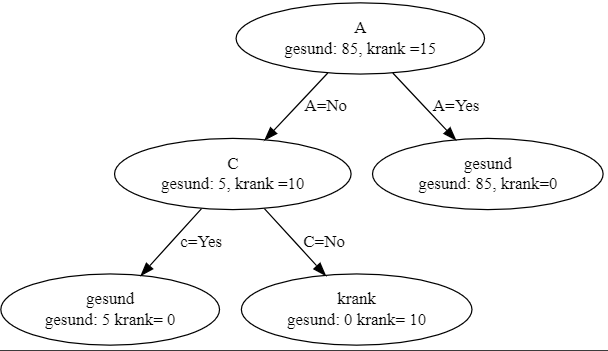 A
gesund: 85, krank =15
A=No
A=Yes
C
gesund: 5, krank =10
gesund
gesund: 85, krank=0
c=Yes
C=No
gesund
gesund: 5 krank= 0
krank
gesund: 0 krank= 10